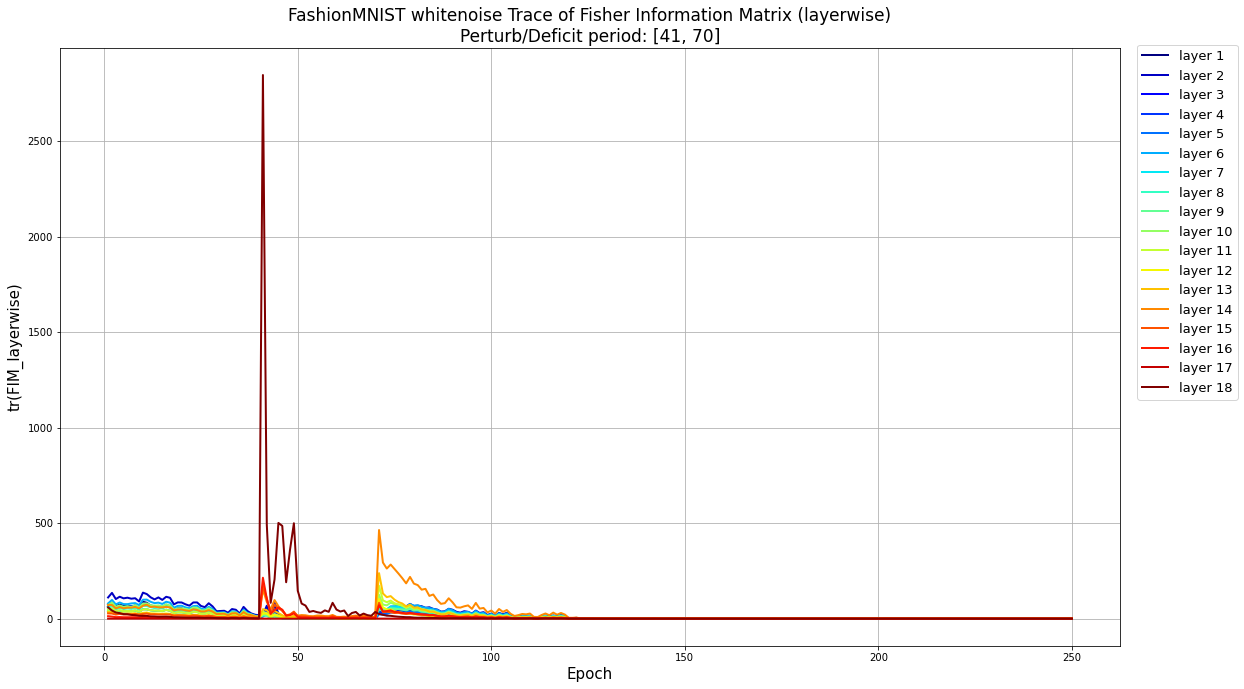 FashionMNIST whitenoise Trace of Fisher Information Matrix (layerwise)
Perturb/Deficit period: [41, 70]
tr(FIM_layerwise)
2500
2000
1500
1000
500
0
0
50
100
150
200
250
Epoch
layer 1
layer 2
layer 3
layer 4
layer 5
layer 6
layer 7
layer 8
layer 9
layer 10
layer 11
layer 12
layer 13
layer 14
layer 15
layer 16
layer 17
layer 18